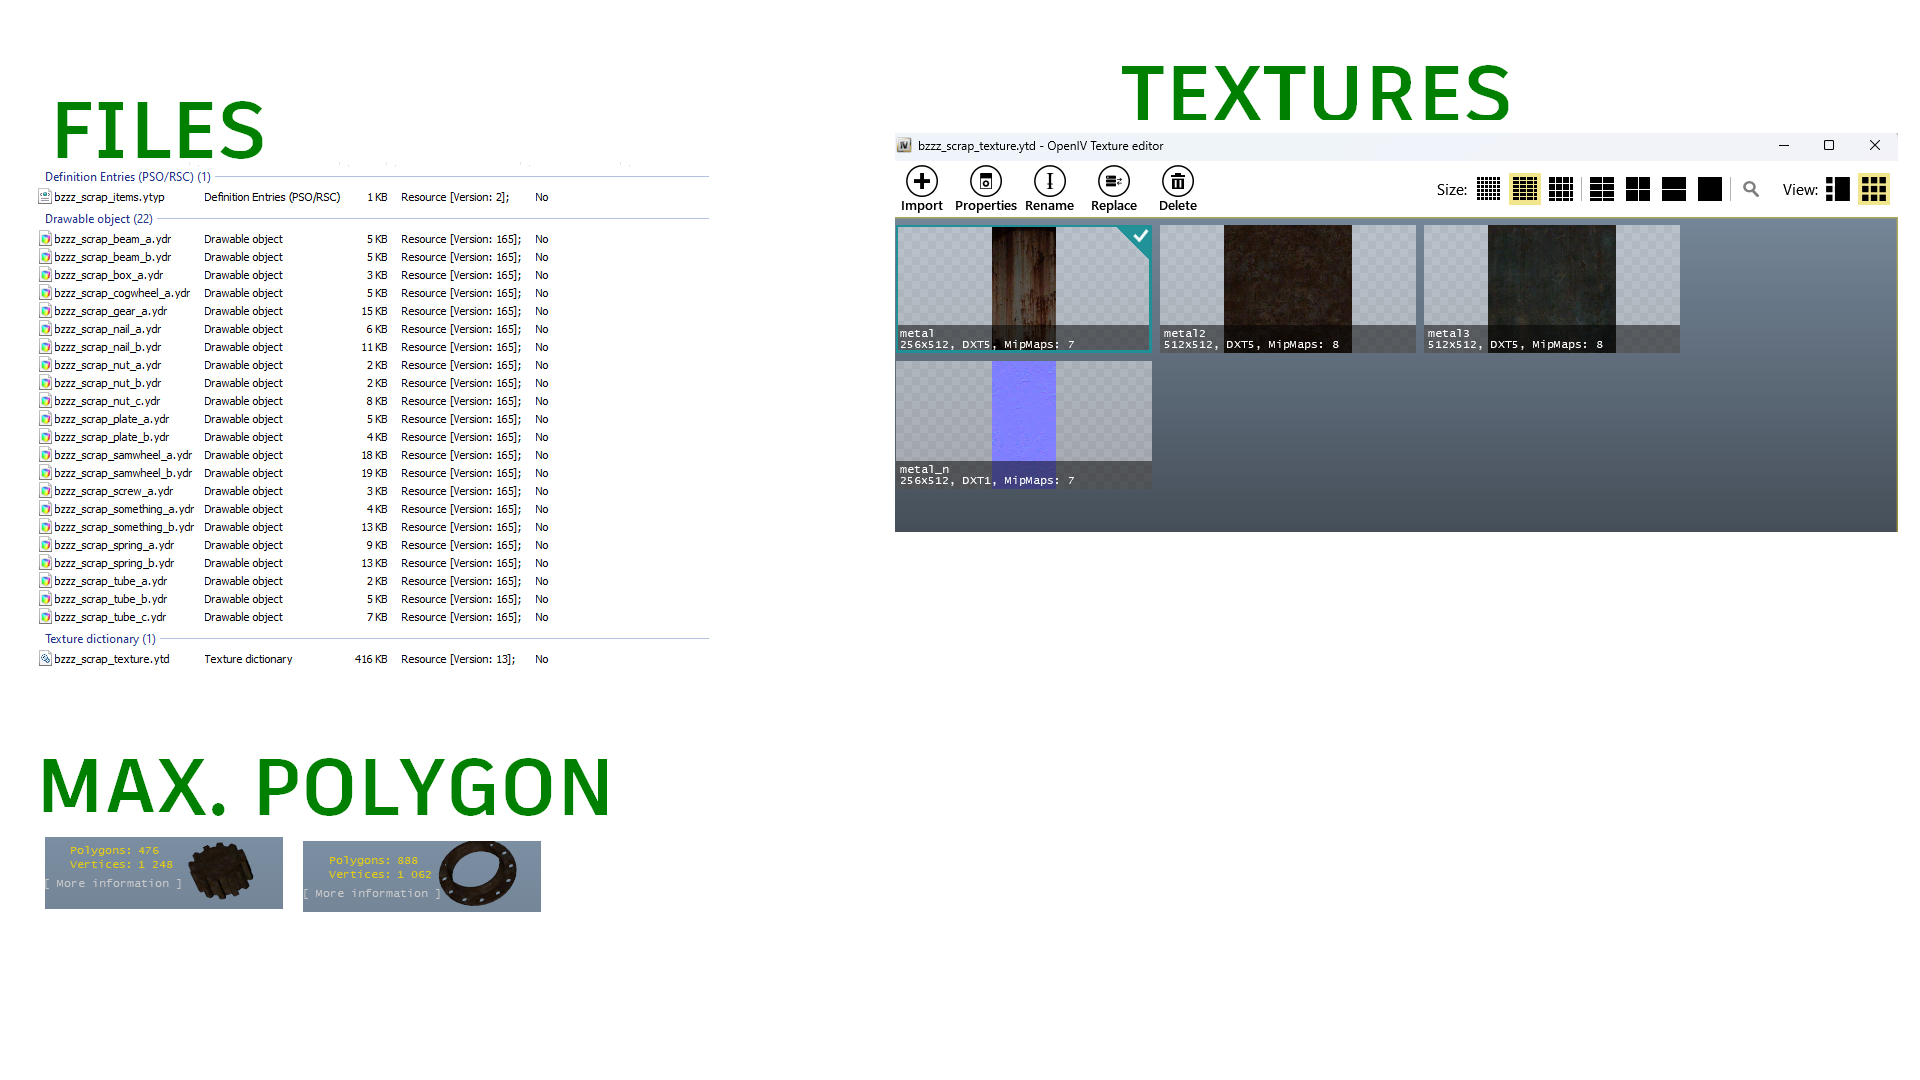 FILES
Definition Entries (PSO/RSC) (1)
bzzz_scrap_items.ytyp Definition Entries (PSO/RSC) 1 KB Resource [Version: 2]; No
Drawable object (22)
bzzz_scrap_beam_a.ydr Drawable object 5 KB Resource [Version: 165]; No
bzzz_scrap_beam_b.ydr Drawable object 5 KB Resource [Version: 165]; No
bzzz_scrap_box_a.ydr Drawable object 3 KB Resource [Version: 165]; No
bzzz_scrap_cogwheel_a.ydr Drawable object 5 KB Resource [Version: 165]; No
bzzz_scrap_gear_a.ydr Drawable object 15 KB Resource [Version: 165]; No
bzzz_scrap_nail_a.ydr Drawable object 6 KB Resource [Version: 165]; No
bzzz_scrap_nail_b.ydr Drawable object 11 KB Resource [Version: 165]; No
bzzz_scrap_nut_a.ydr Drawable object 2 KB Resource [Version: 165]; No
bzzz_scrap_nut_b.ydr Drawable object 2 KB Resource [Version: 165]; No
bzzz_scrap_nut_c.ydr Drawable object 8 KB Resource [Version: 165]; No
bzzz_scrap_plate_a.ydr Drawable object 5 KB Resource [Version: 165]; No
bzzz_scrap_plate_b.ydr Drawable object 4 KB Resource [Version: 165]; No
bzzz_scrap_samwheel_a.ydr Drawable object 18 KB Resource [Version: 165]; No
bzzz_scrap_samwheel_b.ydr Drawable object 19 KB Resource [Version: 165]; No
bzzz_scrap_screw_a.ydr Drawable object 3 KB Resource [Version: 165]; No
bzzz_scrap_something_a.ydr Drawable object 4 KB Resource [Version: 165]; No
bzzz_scrap_something_b.ydr Drawable object 13 KB Resource [Version: 165]; No
bzzz_scrap_spring_a.ydr Drawable object 9 KB Resource [Version: 165]; No
bzzz_scrap_spring_b.ydr Drawable object 13 KB Resource [Version: 165]; No
bzzz_scrap_tube_a.ydr Drawable object 2 KB Resource [Version: 165]; No
bzzz_scrap_tube_b.ydr Drawable object 5 KB Resource [Version: 165]; No
bzzz_scrap_tube_c.ydr Drawable object 7 KB Resource [Version: 165]; No
Texture dictionary (1)
bzzz_scrap_texture.ytd Texture dictionary 416 KB Resource [Version: 13]; No
MAX. POLYGON
Polygons: 476
Vertices: 1 248
[ More information ]
Polygons: 888
Vertices: 1 062
[ More information ]
TEXTURES
IV bzzz_scrap_texture.ytd - OpenIV Texture editor
Import Properties Rename Replace Delete Size: View:
metal
256x512, DXT5, MipMaps: 7
metal2
512x512, DXT5, MipMaps: 8
metal3
512x512, DXT5, MipMaps: 8
metal_n
256x512, DXT1, MipMaps: 7